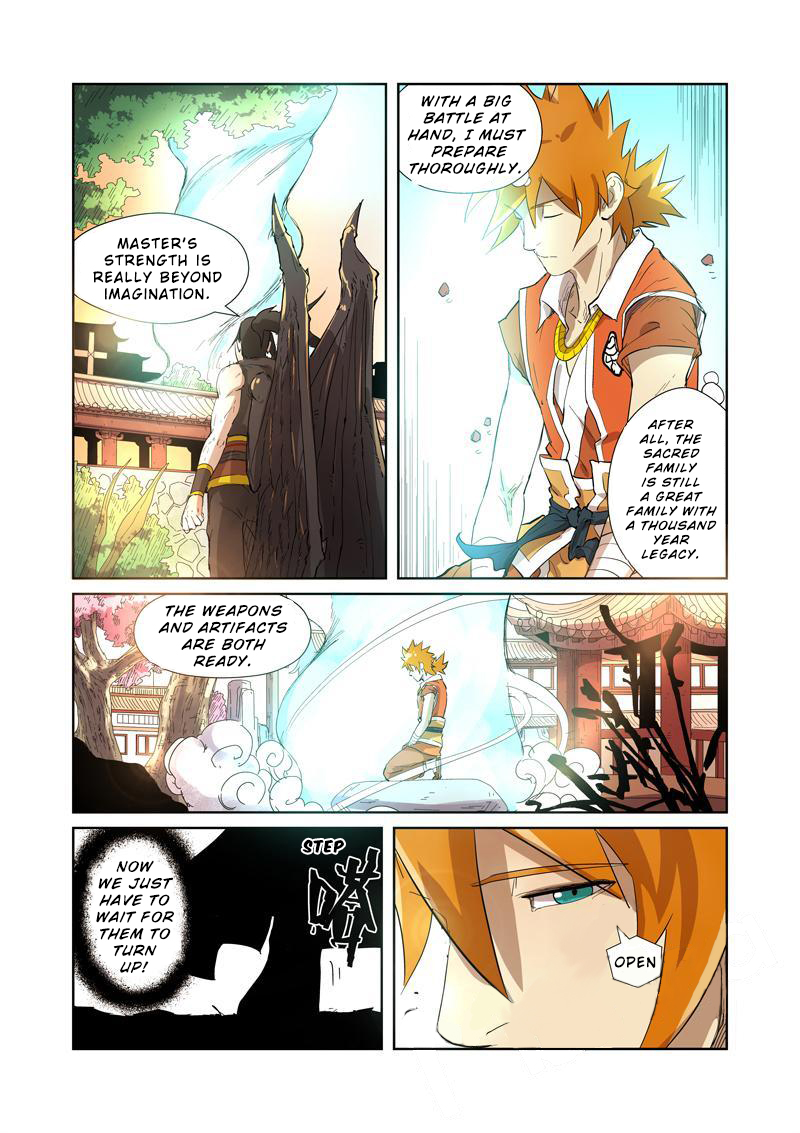 MASTER'S
STRENGTH IS
REALLY BEYOND
IMAGINATION.
WITH A BIG
BATTLE AT
HAND, I MUST
PREPARE
THOROUGHLY.
AFTER
ALL, THE
SACRED
FAMILY
IS STILL
A GREAT
FAMILY WITH
A THOUSAND
YEAR
LEGACY.
THE WEAPONS
AND ARTIFACTS
ARE BOTH
READY.
NOW
WE JUST
HAVE TO
WAIT FOR
THEM TO
TURN
UP!
STEP
嗒
OPEN